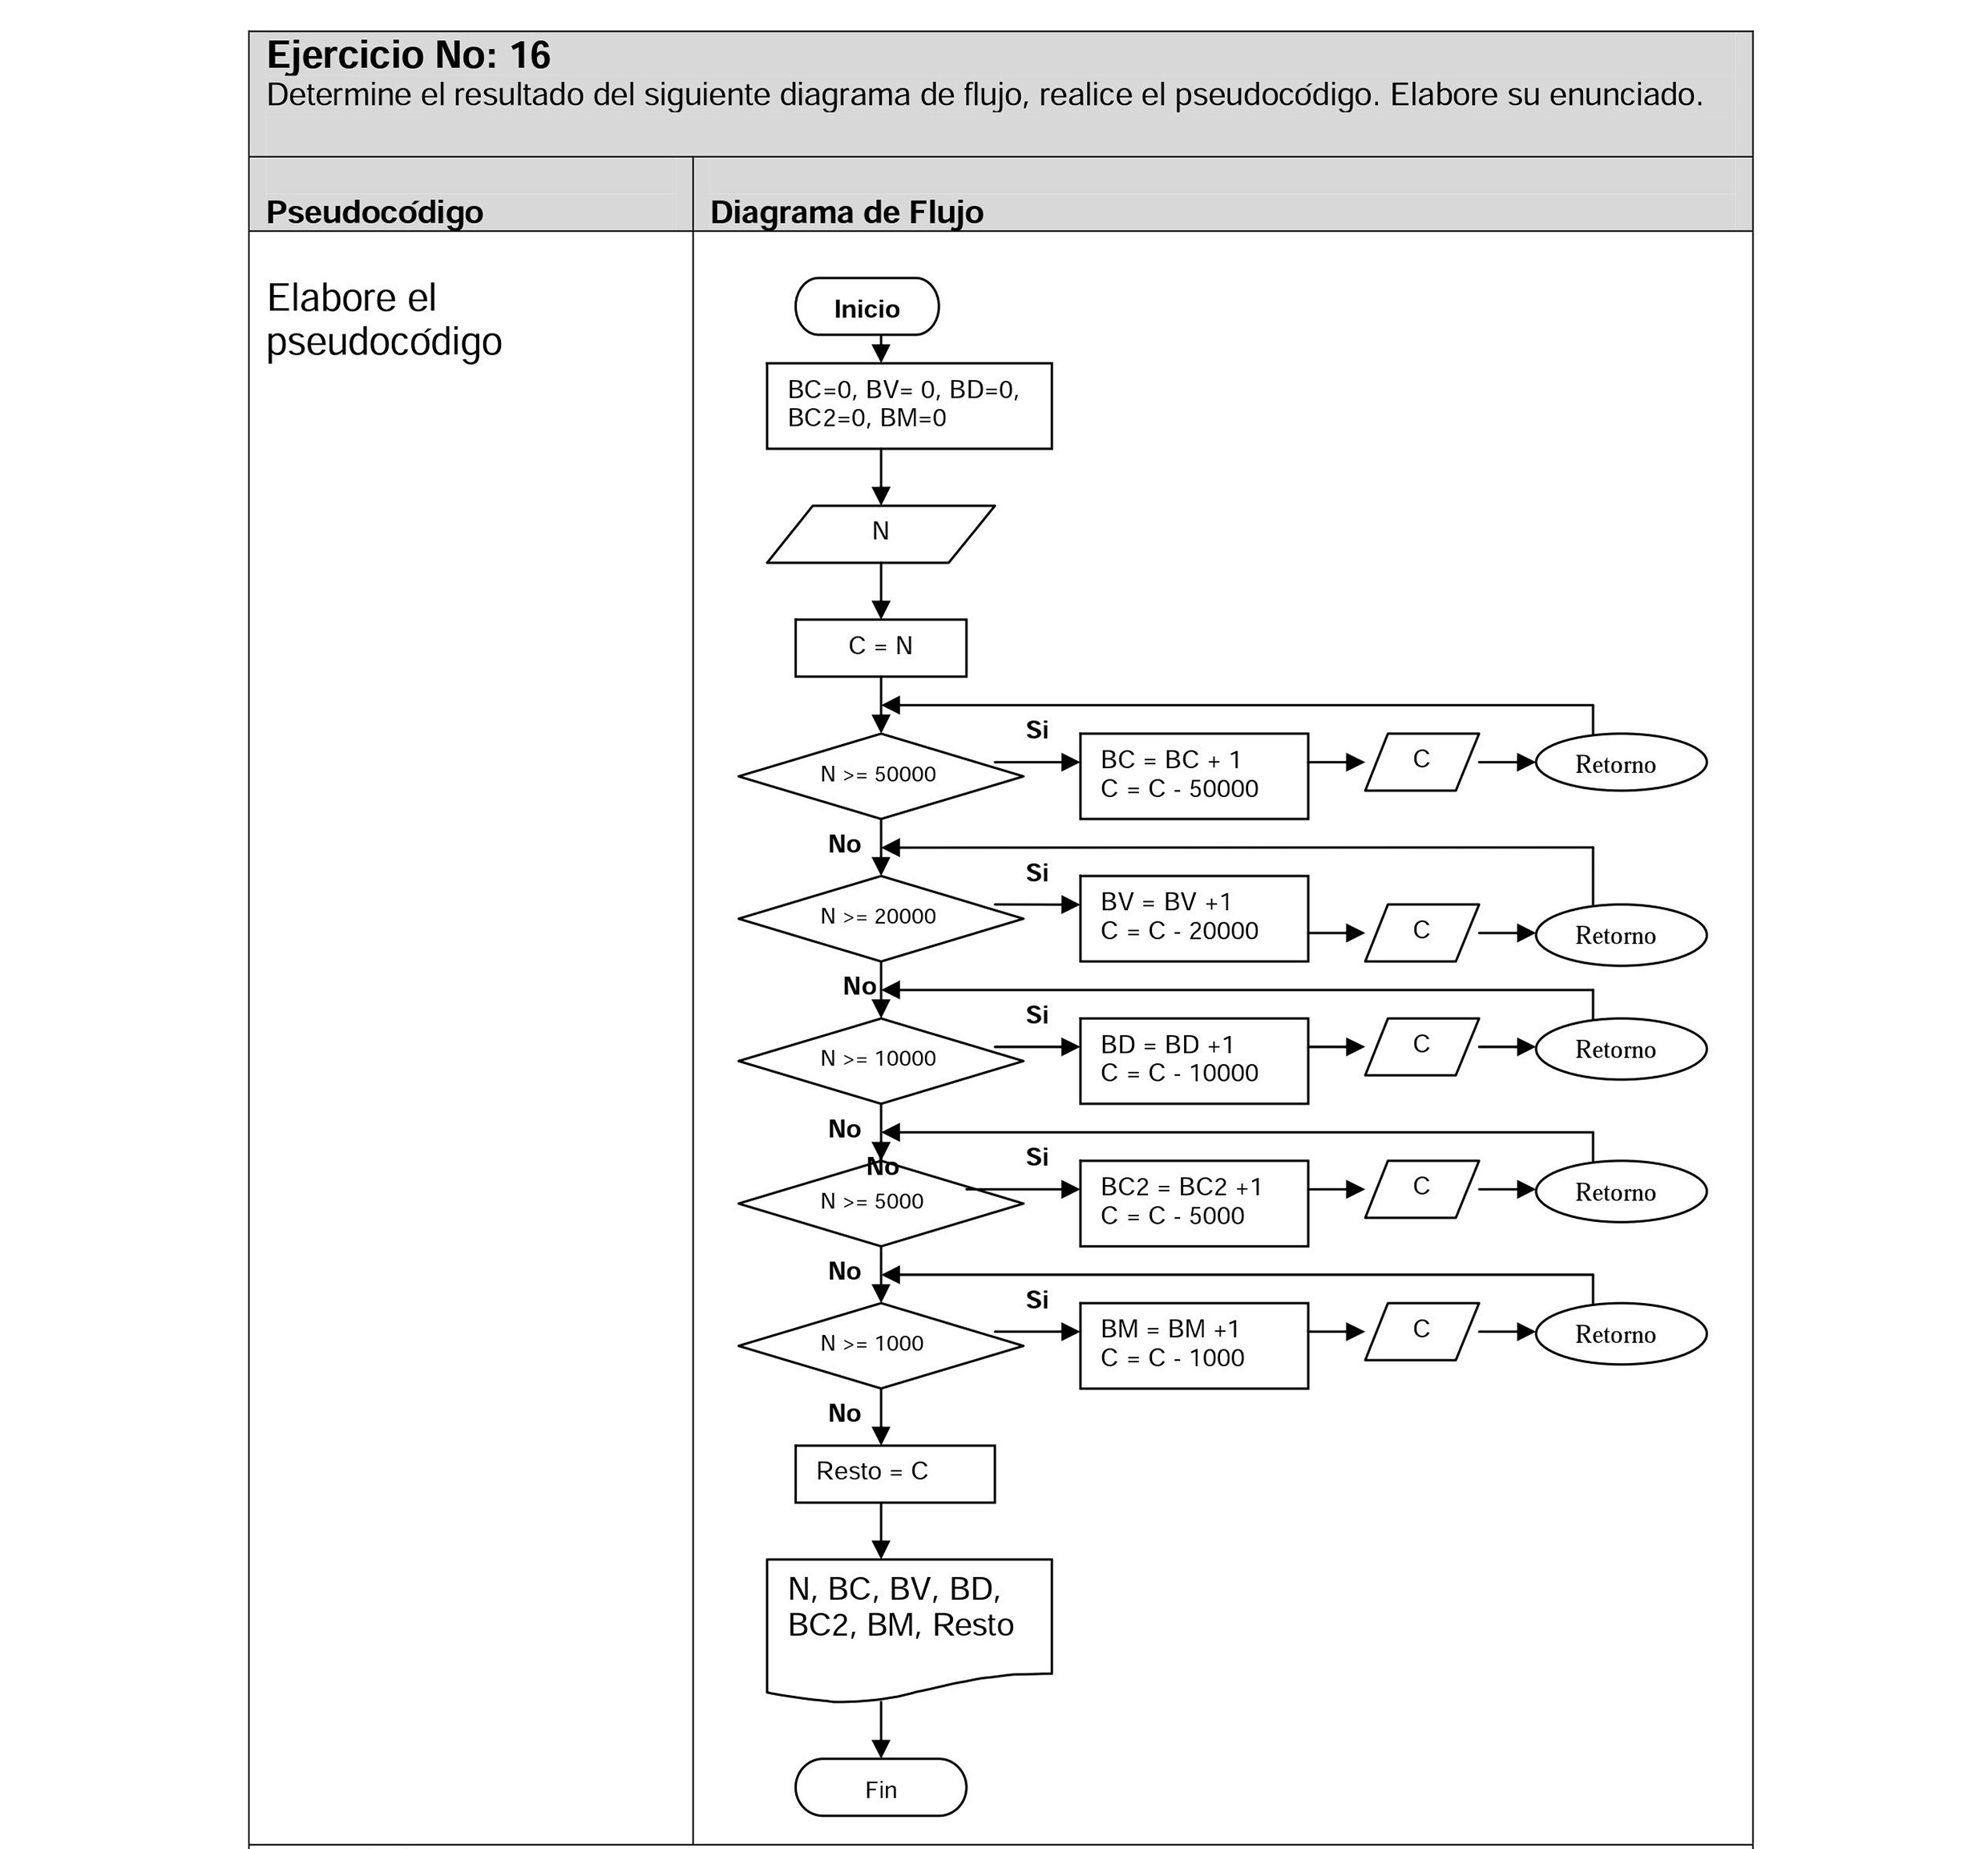 Ejercicio No: 16
Determine el resultado del siguiente diagrama de flujo, realice el pseudocódigo. Elabore su enunciado.
Pseudocódigo
Diagrama de Flujo
Elabore el
pseudocódigo
Inicio
BC=0, BV= 0, BD=0,
BC2=0, BM=0
N
C = N
N >= 50000
Si
BC = BC + 1
C = C - 50000
C
Retorno
No
N >= 20000
Si
BV = BV +1
C = C - 20000
C
Retorno
No
N >= 10000
Si
BD = BD +1
C = C - 10000
C
Retorno
No
No
N >= 5000
Si
BC2 = BC2 +1
C = C - 5000
C
Retorno
No
N >= 1000
Si
BM = BM +1
C = C - 1000
C
Retorno
No
Resto = C
N, BC, BV, BD,
BC2, BM, Resto
Fin